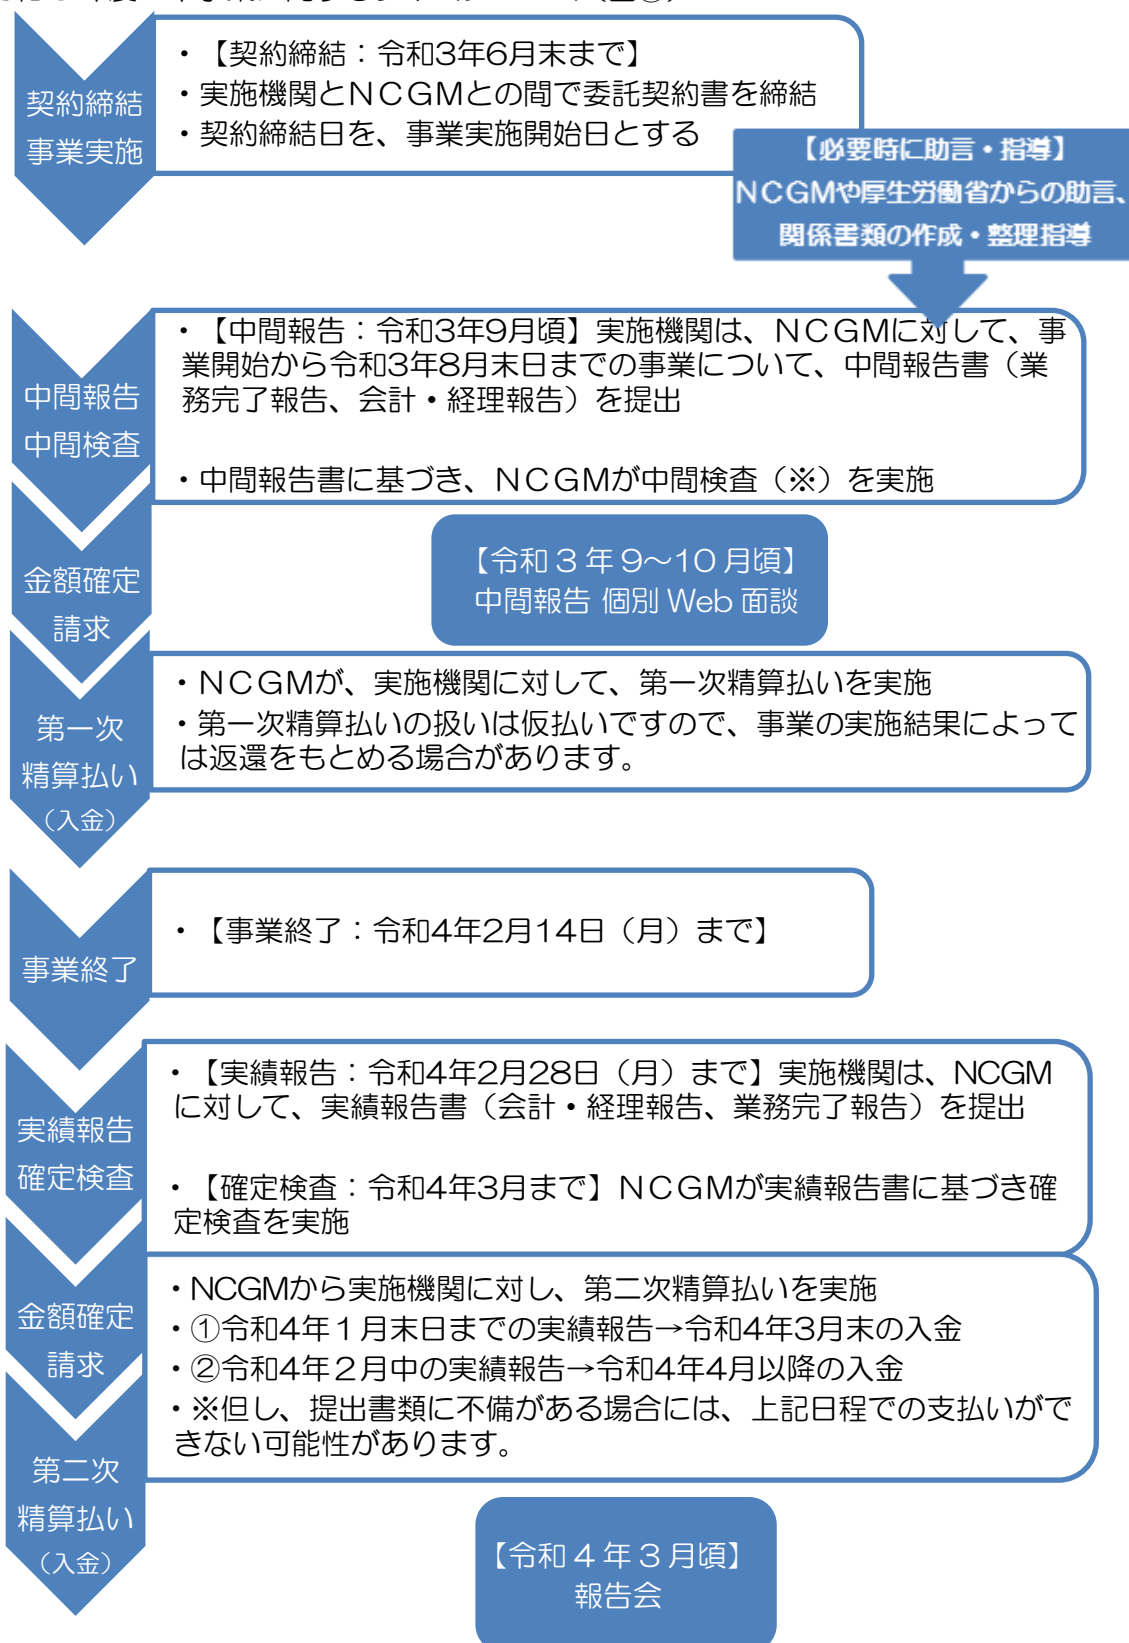 契約締結
事業実施
・【契約締結：令和3年6月末まで】
・実施機関とＮＣＧＭとの間で委託契約書を締結
・契約締結日を、事業実施開始日とする
【必要時に助言・指導】
ＮＣＧＭや厚生労働省からの助言、
関係書類の作成・整理指導
中間報告
中間検査
・【中間報告：令和3年9月頃】実施機関は、ＮＣＧＭに対して、事
業開始から令和3年8月末日までの事業について、中間報告書（業
務完了報告、会計・経理報告）を提出
・中間報告書に基づき、ＮＣＧＭが中間検査（※）を実施
金額確定
請求
【令和３年９～10月頃】
中間報告 個別 Web 面談
第一次
精算払い
（入金）
・ＮＣＧＭが、実施機関に対して、第一次精算払いを実施
・第一次精算払いの扱いは仮払いですので、事業の実施結果によって
は返還をもとめる場合があります。
事業終了
・【事業終了：令和4年2月14日（月）まで】
実績報告
確定検査
・【実績報告：令和4年2月28日（月）まで】実施機関は、NCGM
に対して、実績報告書（会計・経理報告、業務完了報告）を提出
・【確定検査：令和4年3月まで】ＮＣＧＭが実績報告書に基づき確
定検査を実施
金額確定
請求
・NCGMから実施機関に対し、第二次精算払いを実施
・①令和4年１月末日までの実績報告→令和4年3月末の入金
・②令和4年２月中の実績報告→令和4年4月以降の入金
・※但し、提出書類に不備がある場合には、上記日程での支払いがで
きない可能性があります。
第二次
精算払い
（入金）
【令和４年３月頃】
報告会